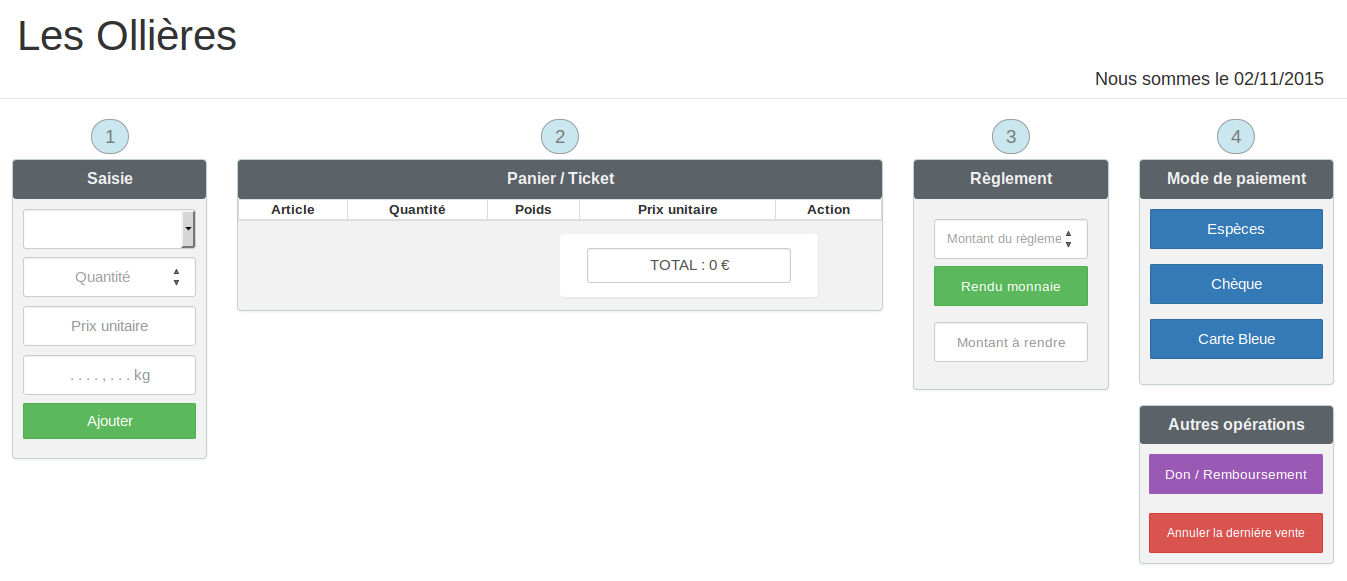 Les Ollières
Nous sommes le 02/11/2015
1
Saisie
Quantité
Prix unitaire
. . . . , . . . kg
Ajouter
2
Panier / Ticket
Article Quantité Poids Prix unitaire Action
TOTAL : 0 €
3
Règlement
Montant du règleme
Rendu monnaie
Montant à rendre
4
Mode de paiement
Espèces
Chèque
Carte Bleue
Autres opérations
Don / Remboursement
Annuler la derniére vente